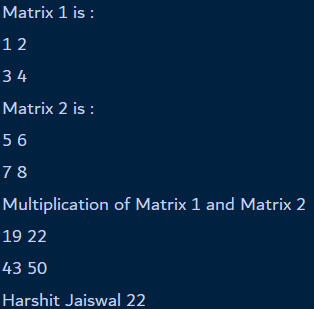 Matrix 1 is :
1 2
3 4
Matrix 2 is :
5 6
7 8
Multiplication of Matrix 1 and Matrix 2
19 22
43 50
Harshit Jaiswal 22